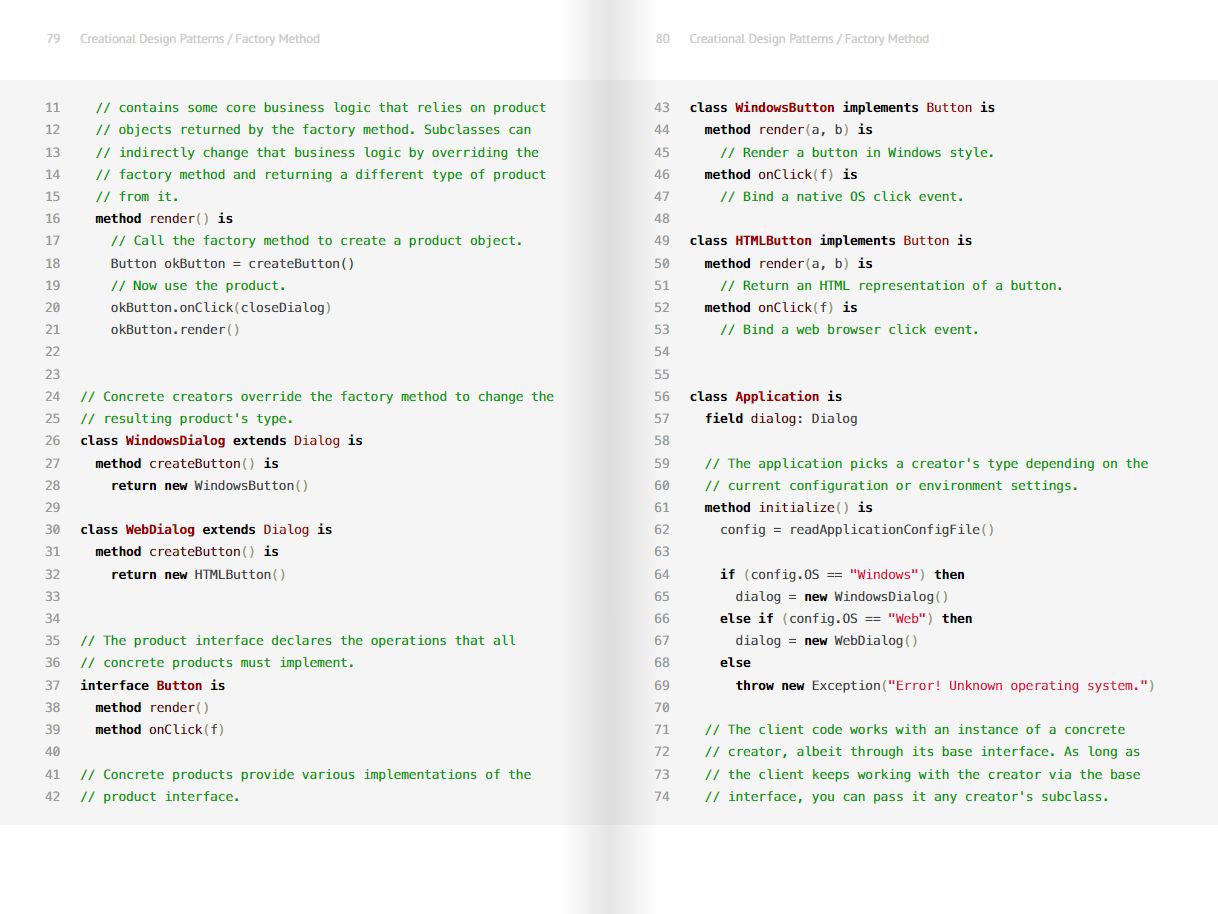 79 Creational Design Patterns / Factory Method
11 // contains some core business logic that relies on product
12 // objects returned by the factory method. Subclasses can
13 // indirectly change that business logic by overriding the
14 // factory method and returning a different type of product
15 // from it.
16 method render() is
17 // Call the factory method to create a product object.
18 Button okButton = createButton()
19 // Now use the product.
20 okButton.onClick(closeDialog)
21 okButton.render()
22
23
24 // Concrete creators override the factory method to change the
25 // resulting product's type.
26 class WindowsDialog extends Dialog is
27 method createButton() is
28 return new WindowsButton()
29
30 class WebDialog extends Dialog is
31 method createButton() is
32 return new HTMLButton()
33
34
35 // The product interface declares the operations that all
36 // concrete products must implement.
37 interface Button is
38 method render()
39 method onClick(f)
40
41 // Concrete products provide various implementations of the
42 // product interface.
80 Creational Design Patterns / Factory Method
43 class WindowsButton implements Button is
44 method render(a, b) is
45 // Render a button in Windows style.
46 method onClick(f) is
47 // Bind a native OS click event.
48
49 class HTMLButton implements Button is
50 method render(a, b) is
51 // Return an HTML representation of a button.
52 method onClick(f) is
53 // Bind a web browser click event.
54
55
56 class Application is
57 field dialog: Dialog
58
59 // The application picks a creator's type depending on the
60 // current configuration or environment settings.
61 method initialize() is
62 config = readApplicationConfigFile()
63
64 if (config.OS == "Windows") then
65 dialog = new WindowsDialog()
66 else if (config.OS == "Web") then
67 dialog = new WebDialog()
68 else
69 throw new Exception("Error! Unknown operating system.")
70
71 // The client code works with an instance of a concrete
72 // creator, albeit through its base interface. As long as
73 // the client keeps working with the creator via the base
74 // interface, you can pass it any creator's subclass.